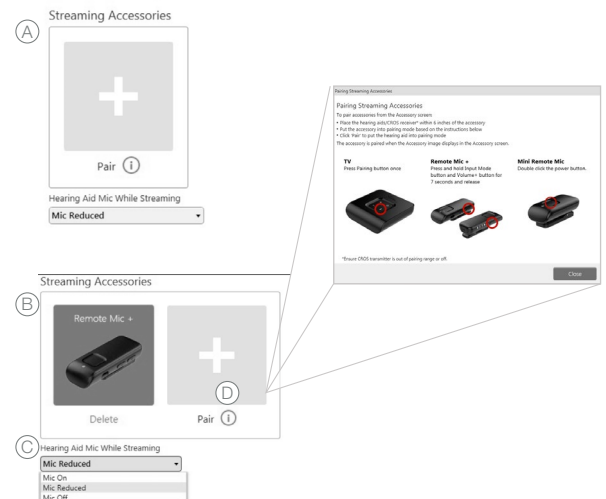 Streaming Accessories
A
Pair i
Hearing Aid Mic While Streaming
Mic Reduced
Pairing Streaming Accessories
Pairing Streaming Accessories
To pair accessories from the Accessory screen
• Place the hearing aids/CROS receiver* within 6 inches of the accessory
• Put the accessory into pairing mode based on the instructions below
• Click 'Pair' to put the hearing aid into pairing mode
The accessory is paired when the Accessory image displays in the Accessory screen.
TV
Press Pairing button once
Remote Mic +
Press and hold Input Mode
button and Volume+ button for
7 seconds and release
Mini Remote Mic
Double click the power button.
*Ensure CROS transmitter is out of pairing range or off.
Close
Streaming Accessories
B
Remote Mic +
Delete
D
Pair i
C
Hearing Aid Mic While Streaming
Mic Reduced
Mic On
Mic Reduced
Mic Off